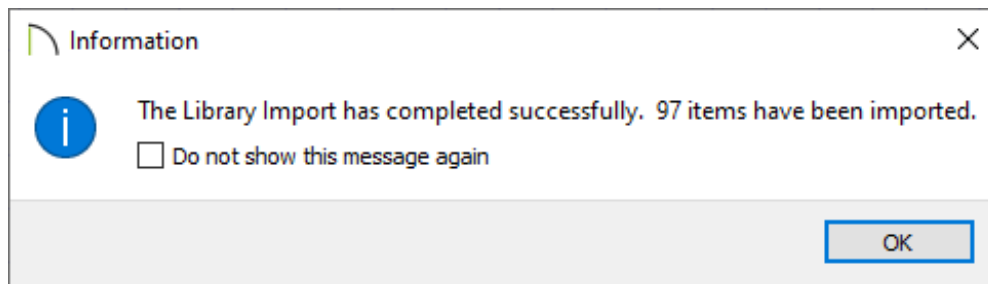 Information
The Library Import has completed successfully.  97 items have been imported.
Do not show this message again
OK